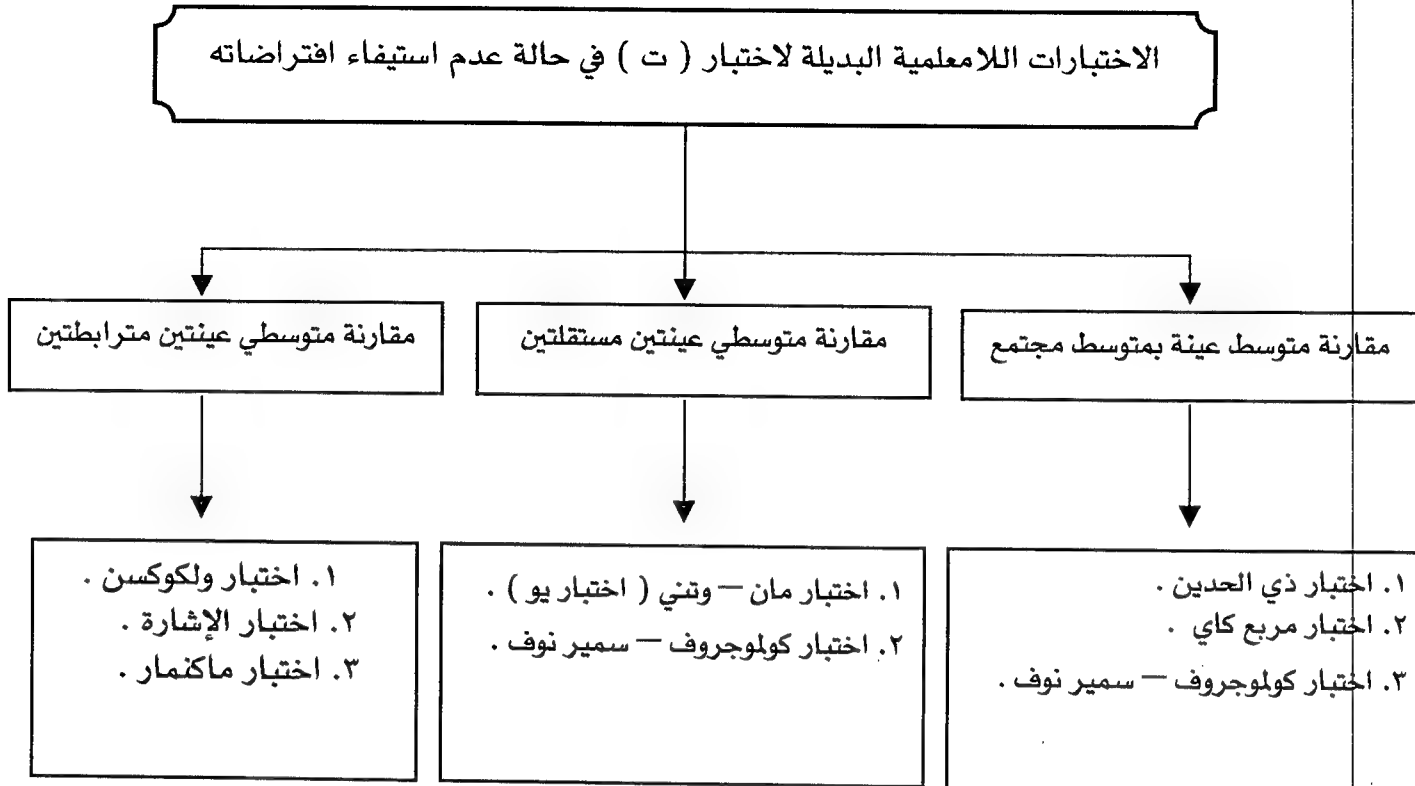 الاختبارات اللامعلمية البديلة لاختبار ( ت ) في حالة عدم استيفاء افتراضاته
مقارنة متوسط عينة بمتوسط مجتمع
مقارنة متوسطي عينتين مستقلتين
مقارنة متوسطي عينتين مترابطتين
١. اختبار ذي الحدين .
٢. اختبار مربع كاي .
٣. اختبار كولموجروف – سمير نوف .
١. اختبار مان – وتني ( اختبار يو ) .
٢. اختبار كولموجروف – سمير نوف .
١. اختبار ولكوكسن .
٢. اختبار الإشارة .
٣. اختبار ماكنمار .